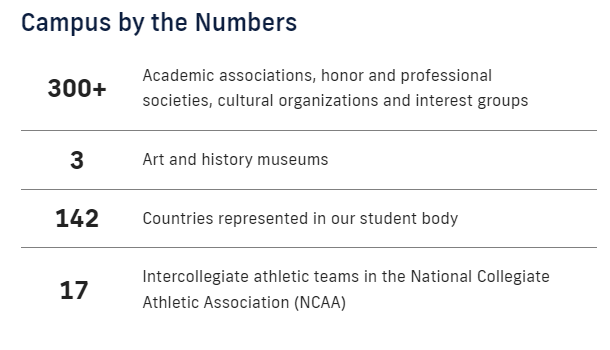 Campus by the Numbers
300+
Academic associations, honor and professional
societies, cultural organizations and interest groups
3
Art and history museums
142
Countries represented in our student body
17
Intercollegiate athletic teams in the National Collegiate
Athletic Association (NCAA)